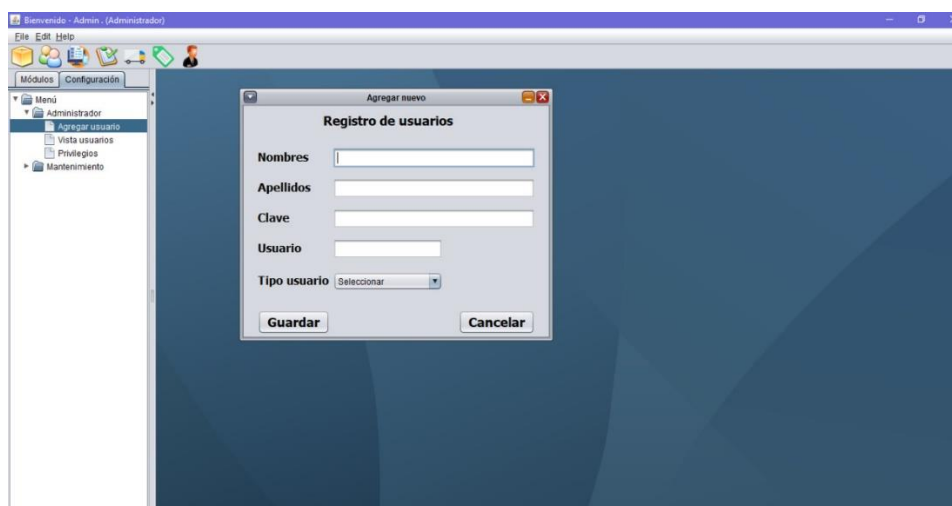 Bienvenido - Admin . (Administrador)
File Edit Help
Módulos Configuración
Menú
Administrador
Agregar usuario
Vista usuarios
Privilegios
Mantenimiento
Agregar nuevo
Registro de usuarios
Nombres
Apellidos
Clave
Usuario
Tipo usuario Seleccionar
Guardar Cancelar